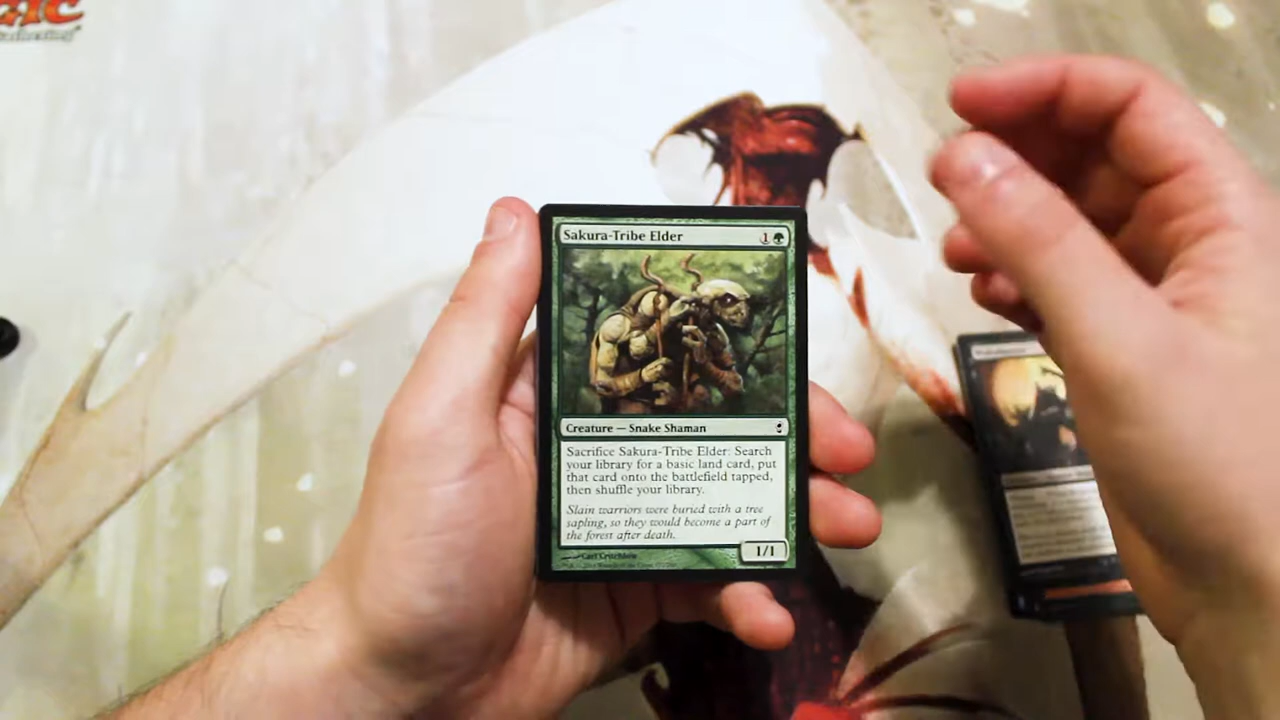 Sakura-Tribe Elder 1
Creature — Snake Shaman
Sacrifice Sakura-Tribe Elder: Search
your library for a basic land card, put
that card onto the battlefield tapped,
then shuffle your library.
Slain warriors were buried with a tree
sapling, so they would become a part of
the forest after death.
1/1